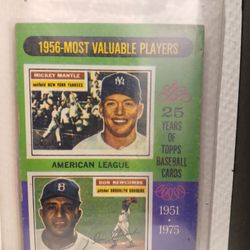 1956-MOST VALUABLE PLAYERS
MICKEY MANTLE
outfield NEW YORK YANKEES
AMERICAN LEAGUE
DON NEWCOMBE
pitcher BROOKLYN DODGERS
25
YEARS
OF
TOPPS
BASEBALL
CARDS
1951
1975